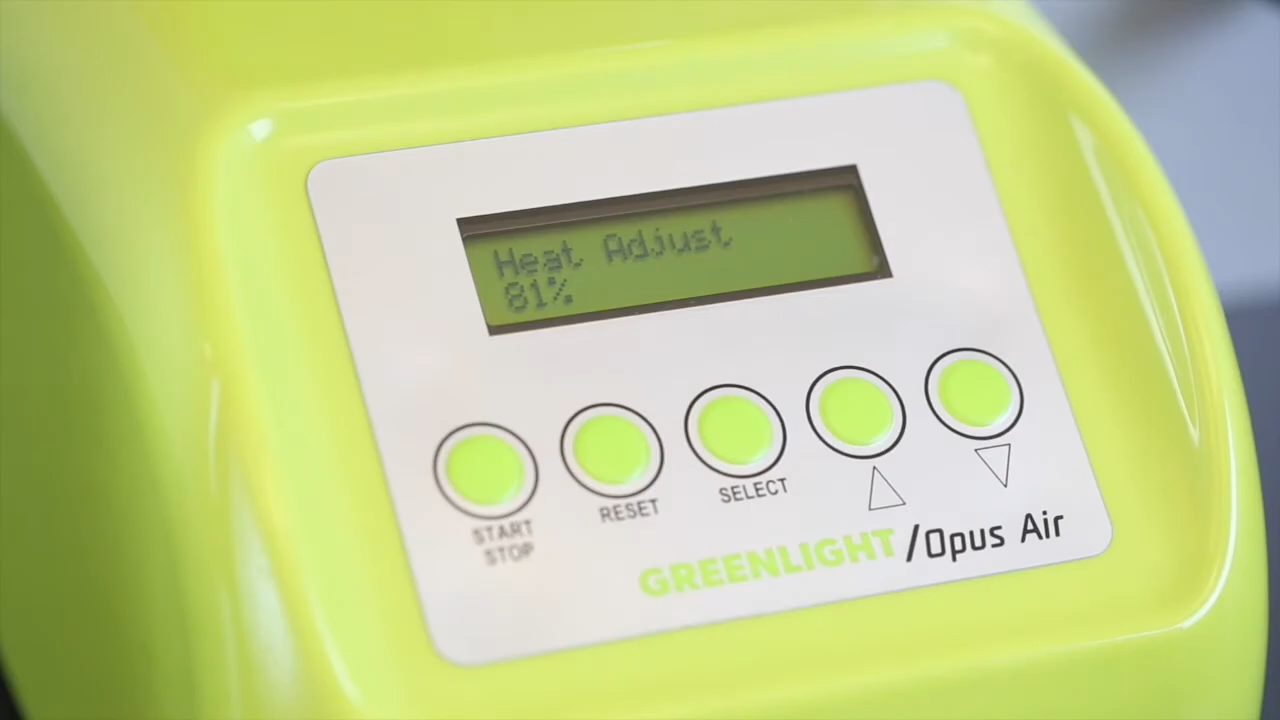 Heat Adjust
81%
START
STOP
RESET
SELECT
GREENLIGHT/Opus Air